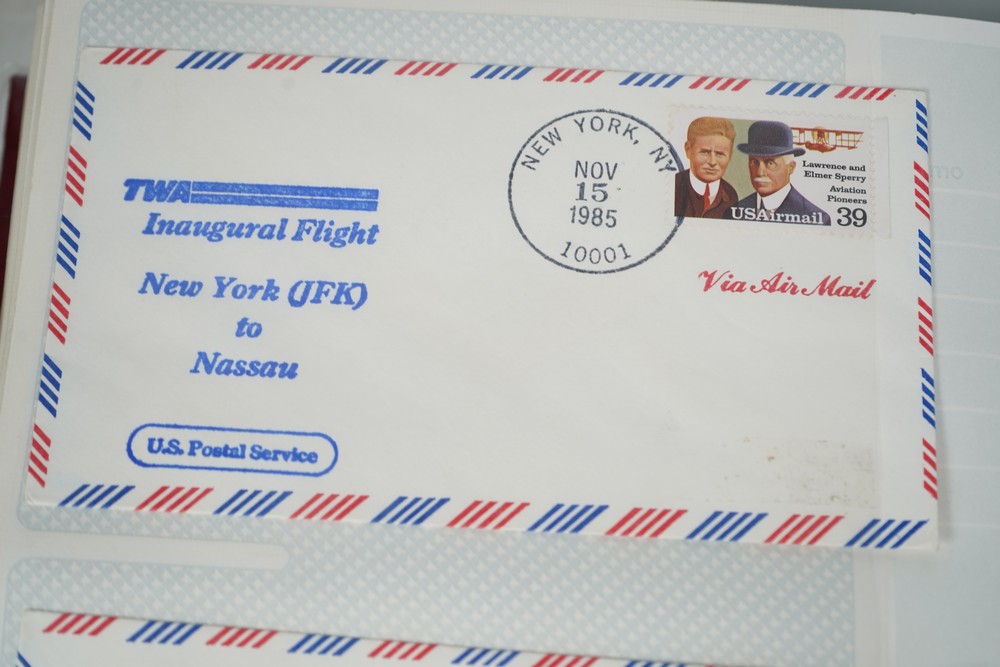 NEW YORK, NY
NOV
15
1985
10001
Lawrence and
Elmer Sperry
Aviation
Pioneers
USAirmail 39
Via Air Mail
TWA
Inaugural Flight
New York (JFK)
to
Nassau
U.S. Postal Service